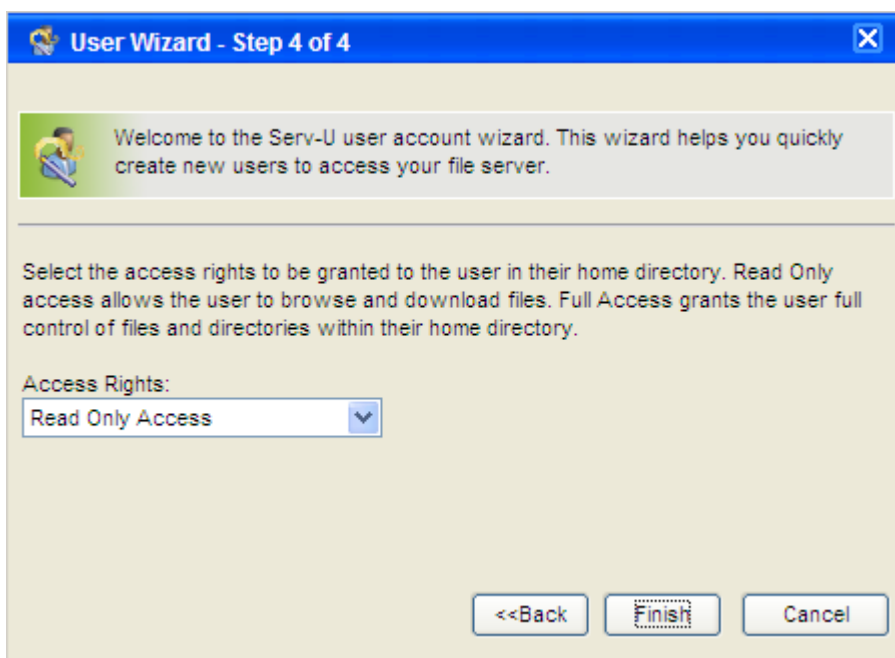 User Wizard - Step 4 of 4
Welcome to the Serv-U user account wizard. This wizard helps you quickly
create new users to access your file server.
Select the access rights to be granted to the user in their home directory. Read Only
access allows the user to browse and download files. Full Access grants the user full
control of files and directories within their home directory.
Access Rights:
Read Only Access
<<Back Finish Cancel